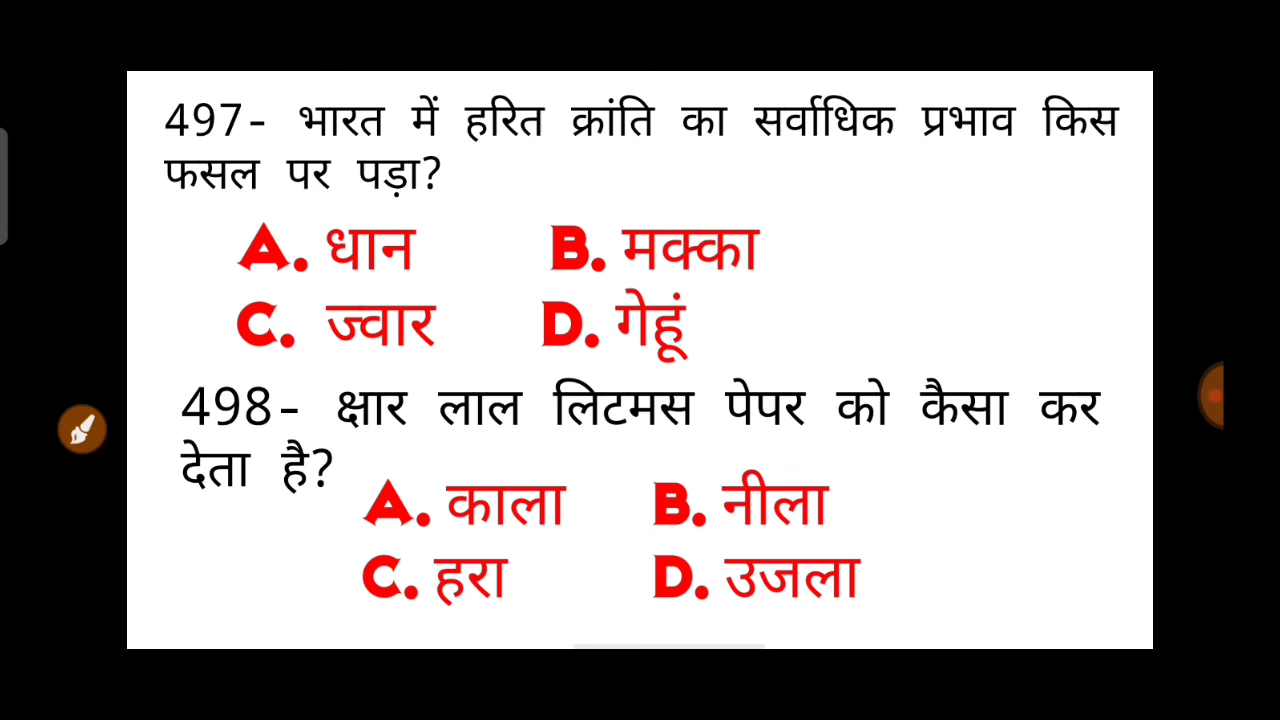 497- भारत में हरित क्रांति का सर्वाधिक प्रभाव किस
फसल पर पड़ा?
A. धान B. मक्का
C. ज्वार D. गेहूं
498- क्षार लाल लिटमस पेपर को कैसा कर
देता है?
A. काला B. नीला
C. हरा D. उजला